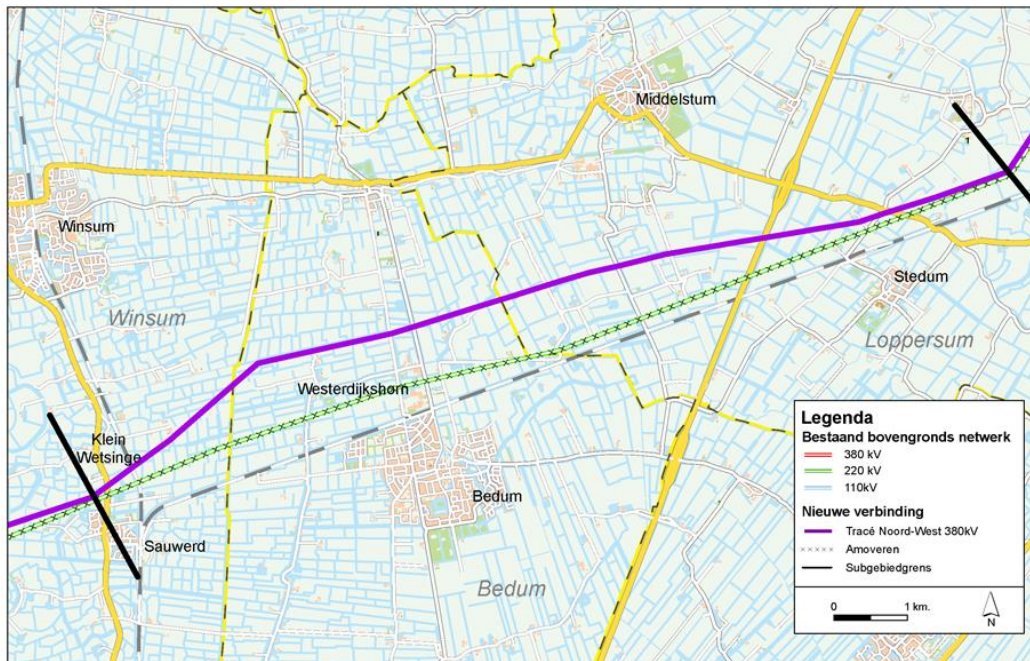 Middelstum
Winsum
Winsum
Stedum
Loppersum
Westerdijkshorn
Klein
Wetsinge
Bedum
Sauwerd
Bedum
Legenda
Bestaand bovengronds netwerk
380 kV
220 kV
110kV
Nieuwe verbinding
Tracé Noord-West 380kV
Amoveren
Subgebiedgrens
0 1 km.
N